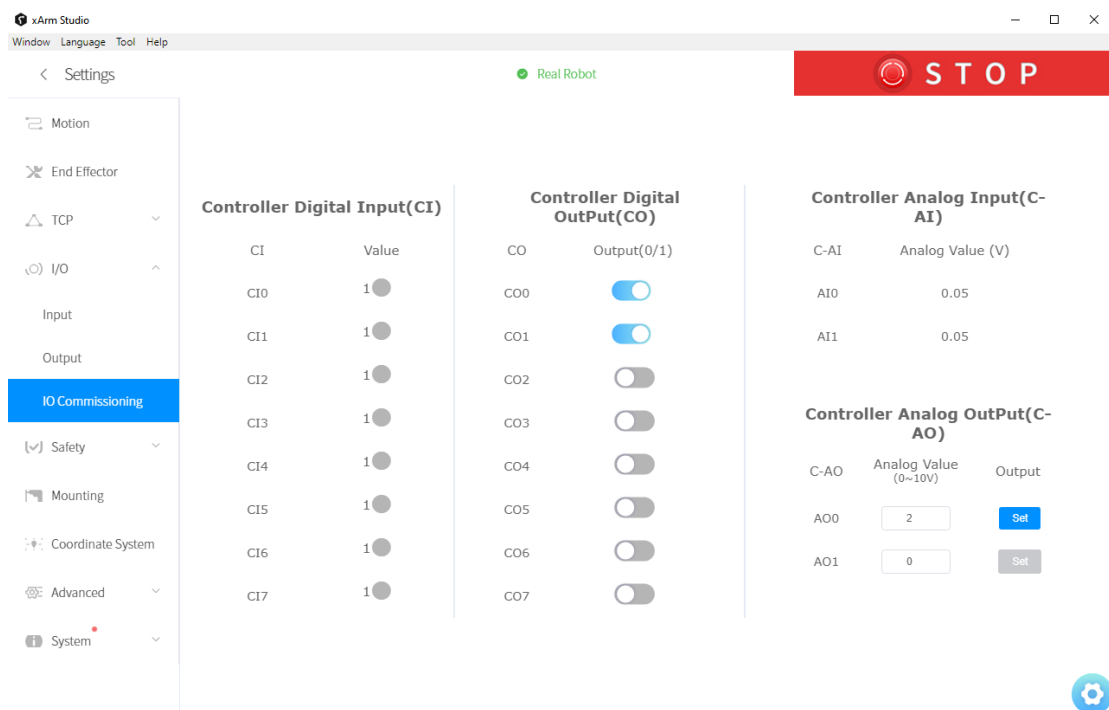 xArm Studio
Window Language Tool Help
Settings
Real Robot
STOP
Motion
End Effector
TCP
I/O
Input
Output
IO Commissioning
Safety
Mounting
Coordinate System
Advanced
System
Controller Digital Input(CI)
CI Value
CI0 1
CI1 1
CI2 1
CI3 1
CI4 1
CI5 1
CI6 1
CI7 1
Controller Digital
OutPut(CO)
CO Output(0/1)
CO0
CO1
CO2
CO3
CO4
CO5
CO6
CO7
Controller Analog Input(C-
AI)
C-AI Analog Value (V)
AI0 0.05
AI1 0.05
Controller Analog OutPut(C-
AO)
C-AO Analog Value (0~10V) Output
AO0 2 Set
AO1 0 Set